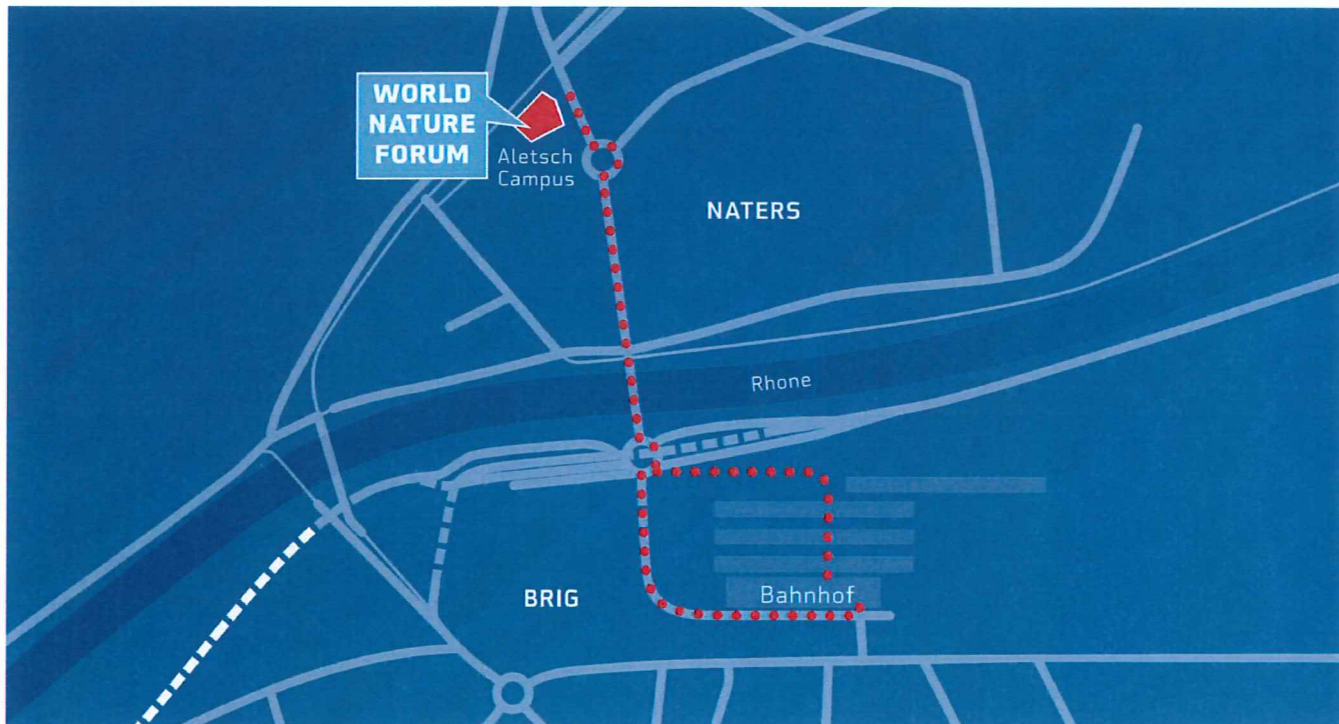 WORLD
NATURE
FORUM
Aletsch
Campus
NATERS
Rhone
BRIG
Bahnhof